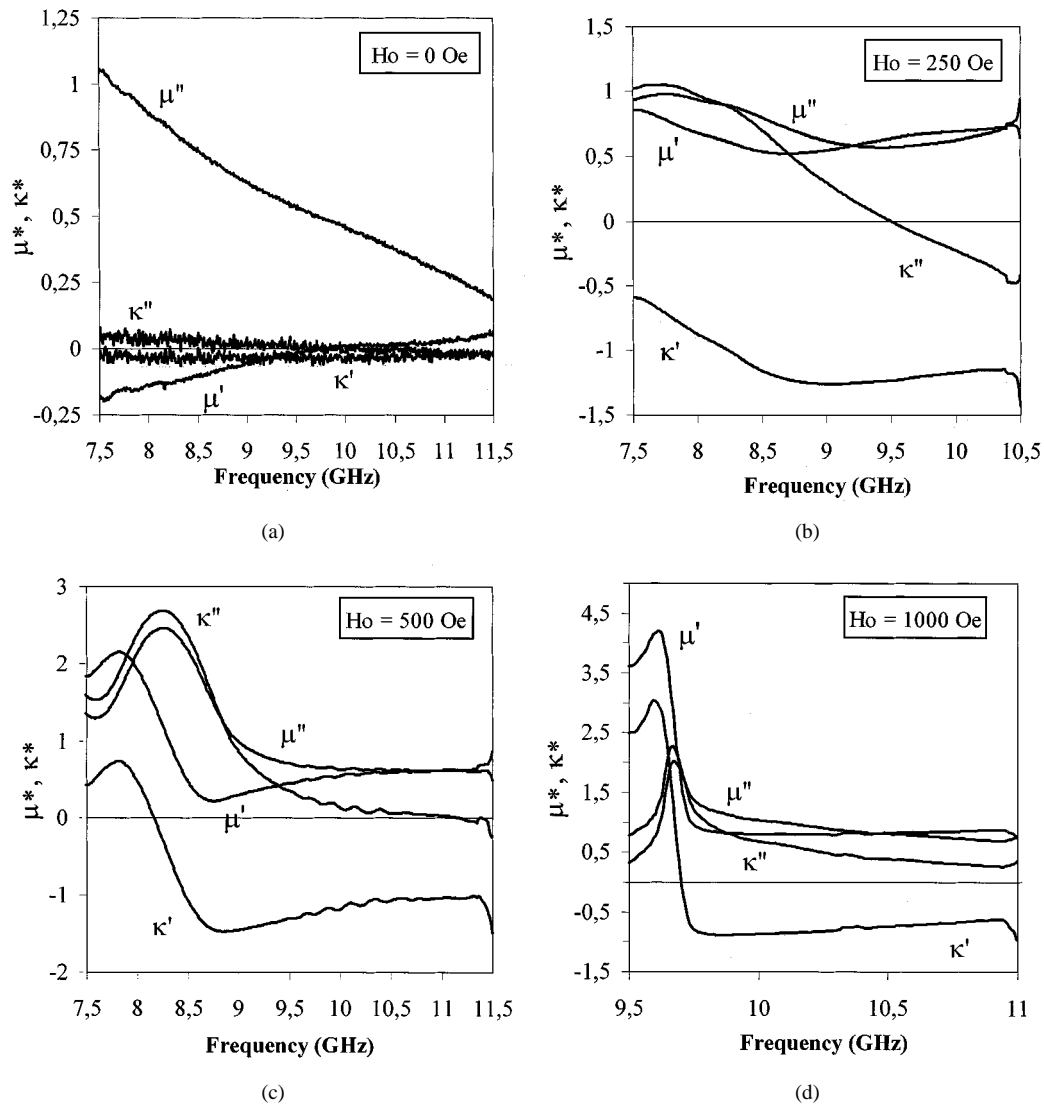 1,25
1
0,75
0,5
0,25
0
-0,25
μ*, κ*
Ho = 0 Oe
μ"
κ"
κ'
μ'
7,5 8 8,5 9 9,5 10 10,5 11 11,5
Frequency (GHz)
(a)
1,5
1
0,5
0
-0,5
-1
-1,5
μ*, κ*
Ho = 250 Oe
μ"
μ'
κ"
κ'
7,5 8 8,5 9 9,5 10 10,5
Frequency (GHz)
(b)
3
2
1
0
-1
-2
μ*, κ*
Ho = 500 Oe
κ"
μ"
μ'
κ'
7,5 8 8,5 9 9,5 10 10,5 11 11,5
Frequency (GHz)
(c)
4,5
3,5
2,5
1,5
0,5
-0,5
-1,5
μ*, κ*
Ho = 1000 Oe
μ'
μ"
κ"
κ'
9,5 10 10,5 11
Frequency (GHz)
(d)